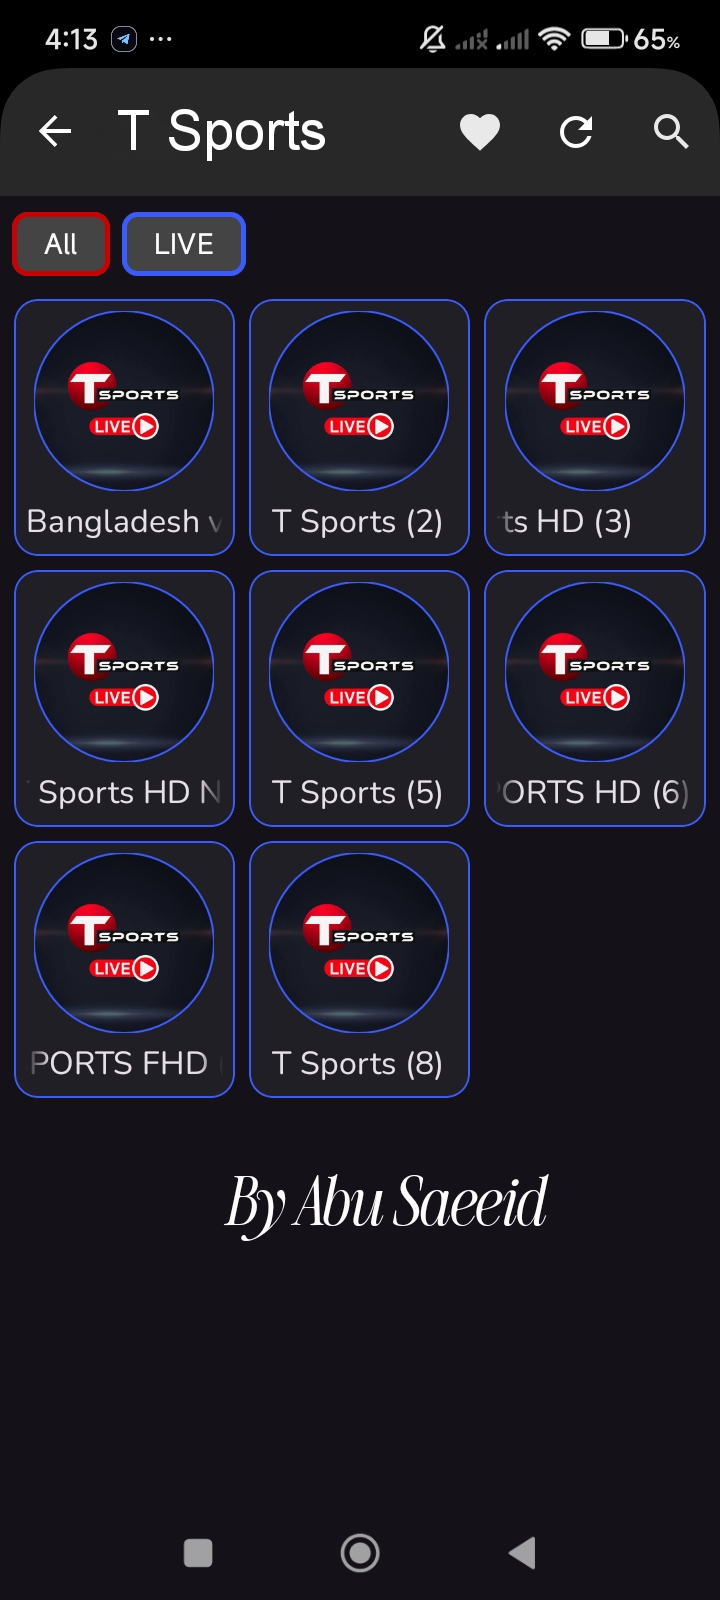 4:13
65%
T Sports
All
LIVE
T SPORTS
LIVE
T SPORTS
LIVE
T SPORTS
LIVE
Bangladesh
T Sports (2)
ts HD (3)
T SPORTS
LIVE
T SPORTS
LIVE
T SPORTS
LIVE
Sports HD N
T Sports (5)
PORTS HD (6)
T SPORTS
LIVE
T SPORTS
LIVE
PORTS FHD
T Sports (8)
By Abu Saeeid